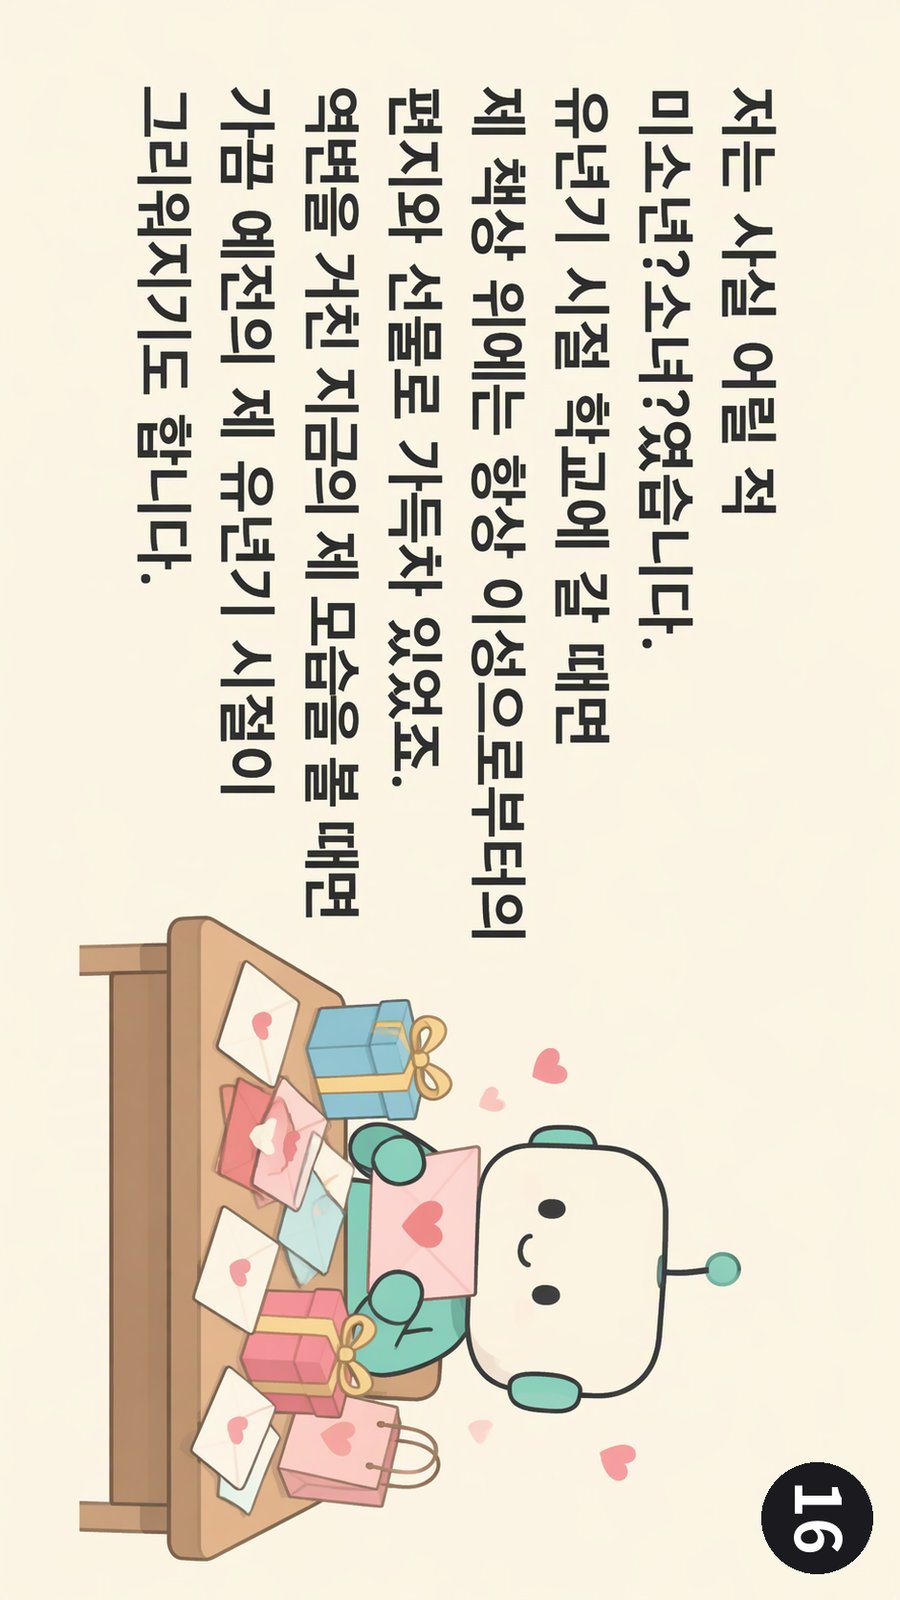 저는 사실 어릴 적
미소년?소녀?였습니다.
유년기 시절 학교에 갈 때면
제 책상 위에는 항상 이성으로부터의
편지와 선물로 가득차 있었죠.
역변을 거친 지금의 제 모습을 볼 때면
가끔 예전의 제 유년기 시절이
그리워지기도 합니다.
16